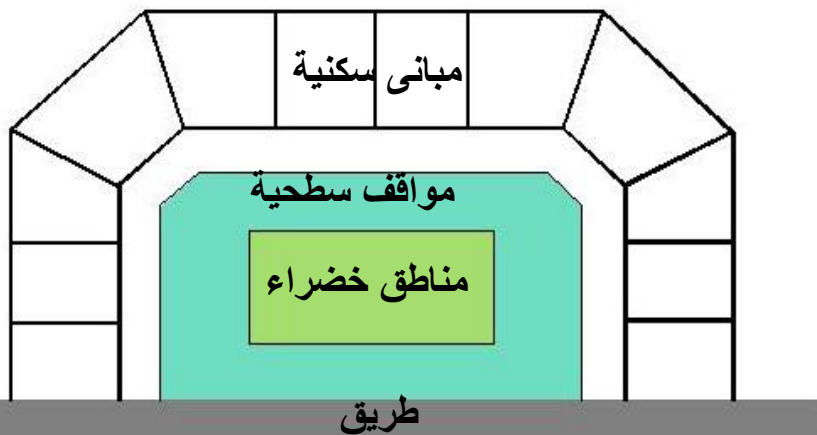 مبانى سكنية
مواقف سطحية
مناطق خضراء
طريق